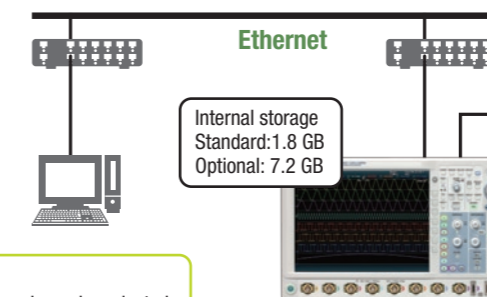 Ethernet
Internal storage
Standard:1.8 GB
Optional: 7.2 GB